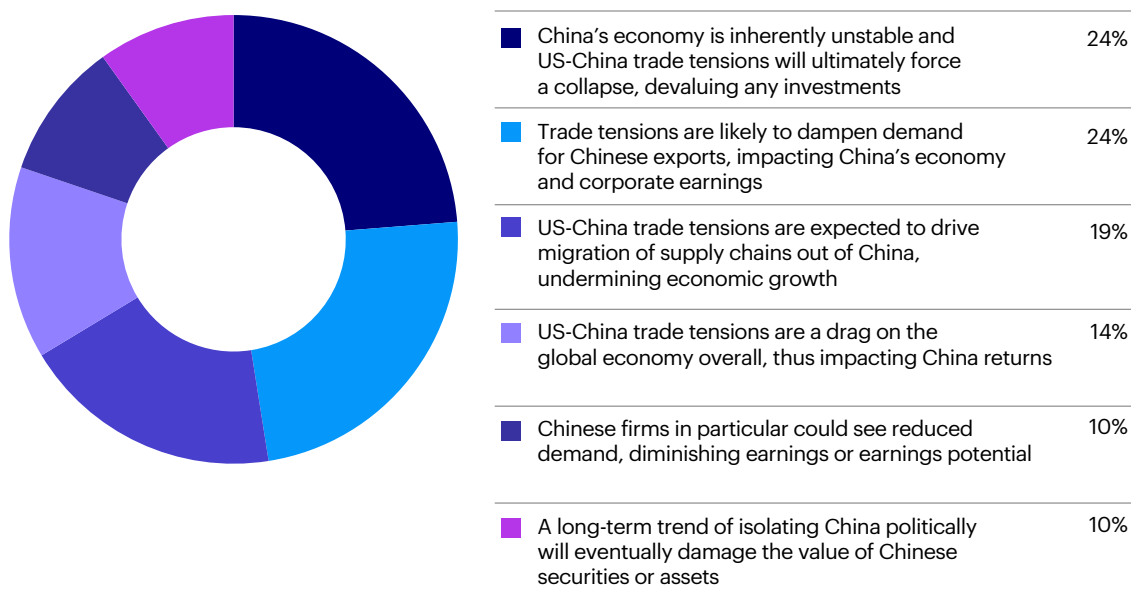 China’s economy is inherently unstable and
US-China trade tensions will ultimately force
a collapse, devaluing any investments
24%
Trade tensions are likely to dampen demand
for Chinese exports, impacting China’s economy
and corporate earnings
24%
US-China trade tensions are expected to drive
migration of supply chains out of China,
undermining economic growth
19%
US-China trade tensions are a drag on the
global economy overall, thus impacting China returns
14%
Chinese firms in particular could see reduced
demand, diminishing earnings or earnings potential
10%
A long-term trend of isolating China politically
will eventually damage the value of Chinese
securities or assets
10%